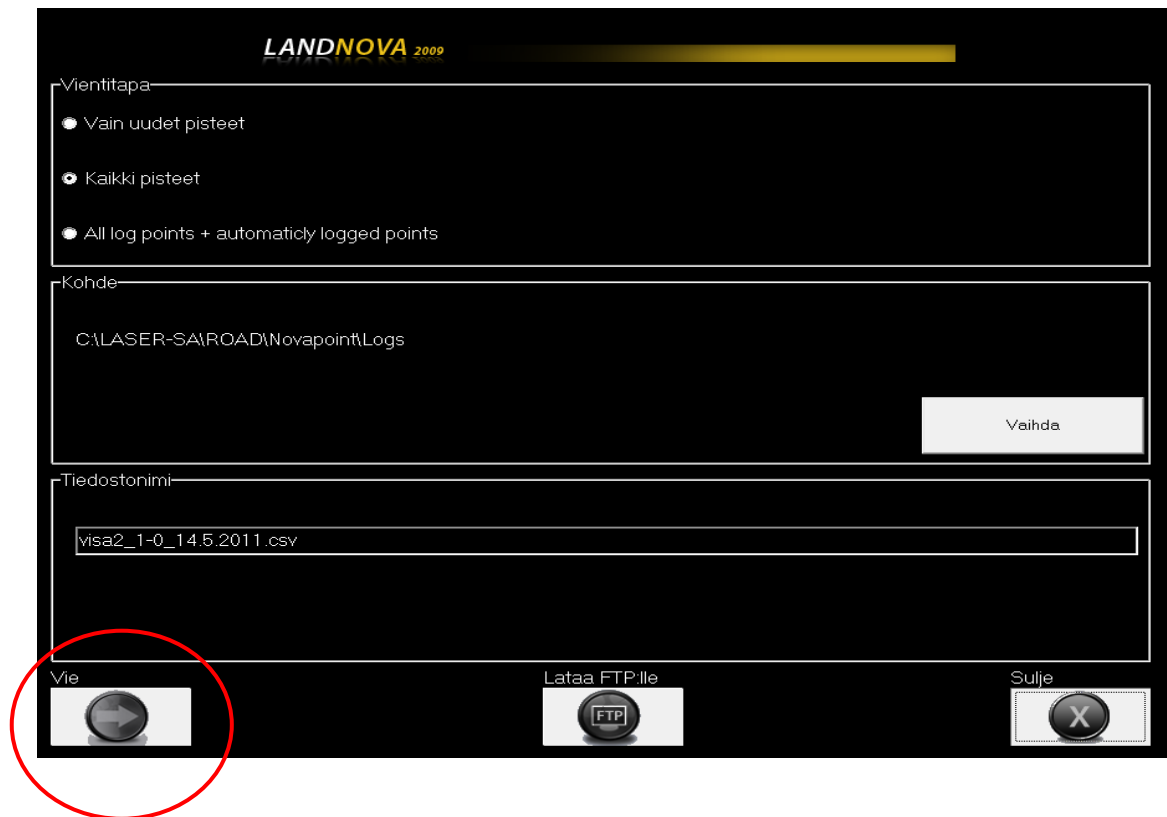 LANDNOVA 2009
Vientitapa
Vain uudet pisteet
Kaikki pisteet
All log points + automaticly logged points
Kohde
C:\LASER-SA\ROAD\Novapoint\Logs
Vaihda
Tiedostonimi
visa2_1-0_14.5.2011.csv
Vie Lataa FTP:lle Sulje
FTP X